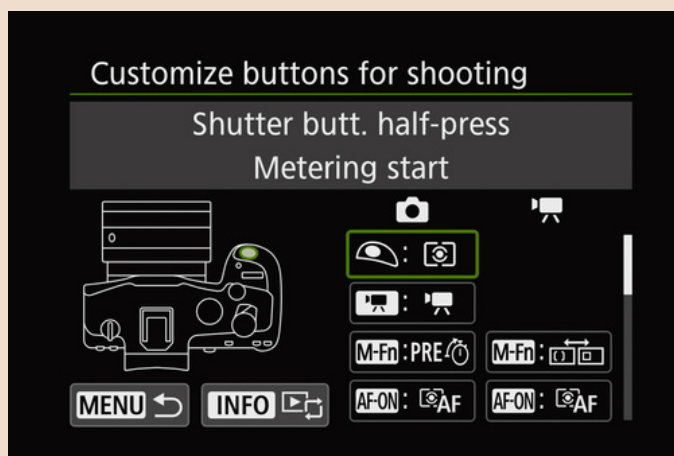 Customize buttons for shooting
Shutter butt. half-press
Metering start
M-Fn:PRE M-Fn:
AF-ON: AF AF-ON: AF
MENU INFO